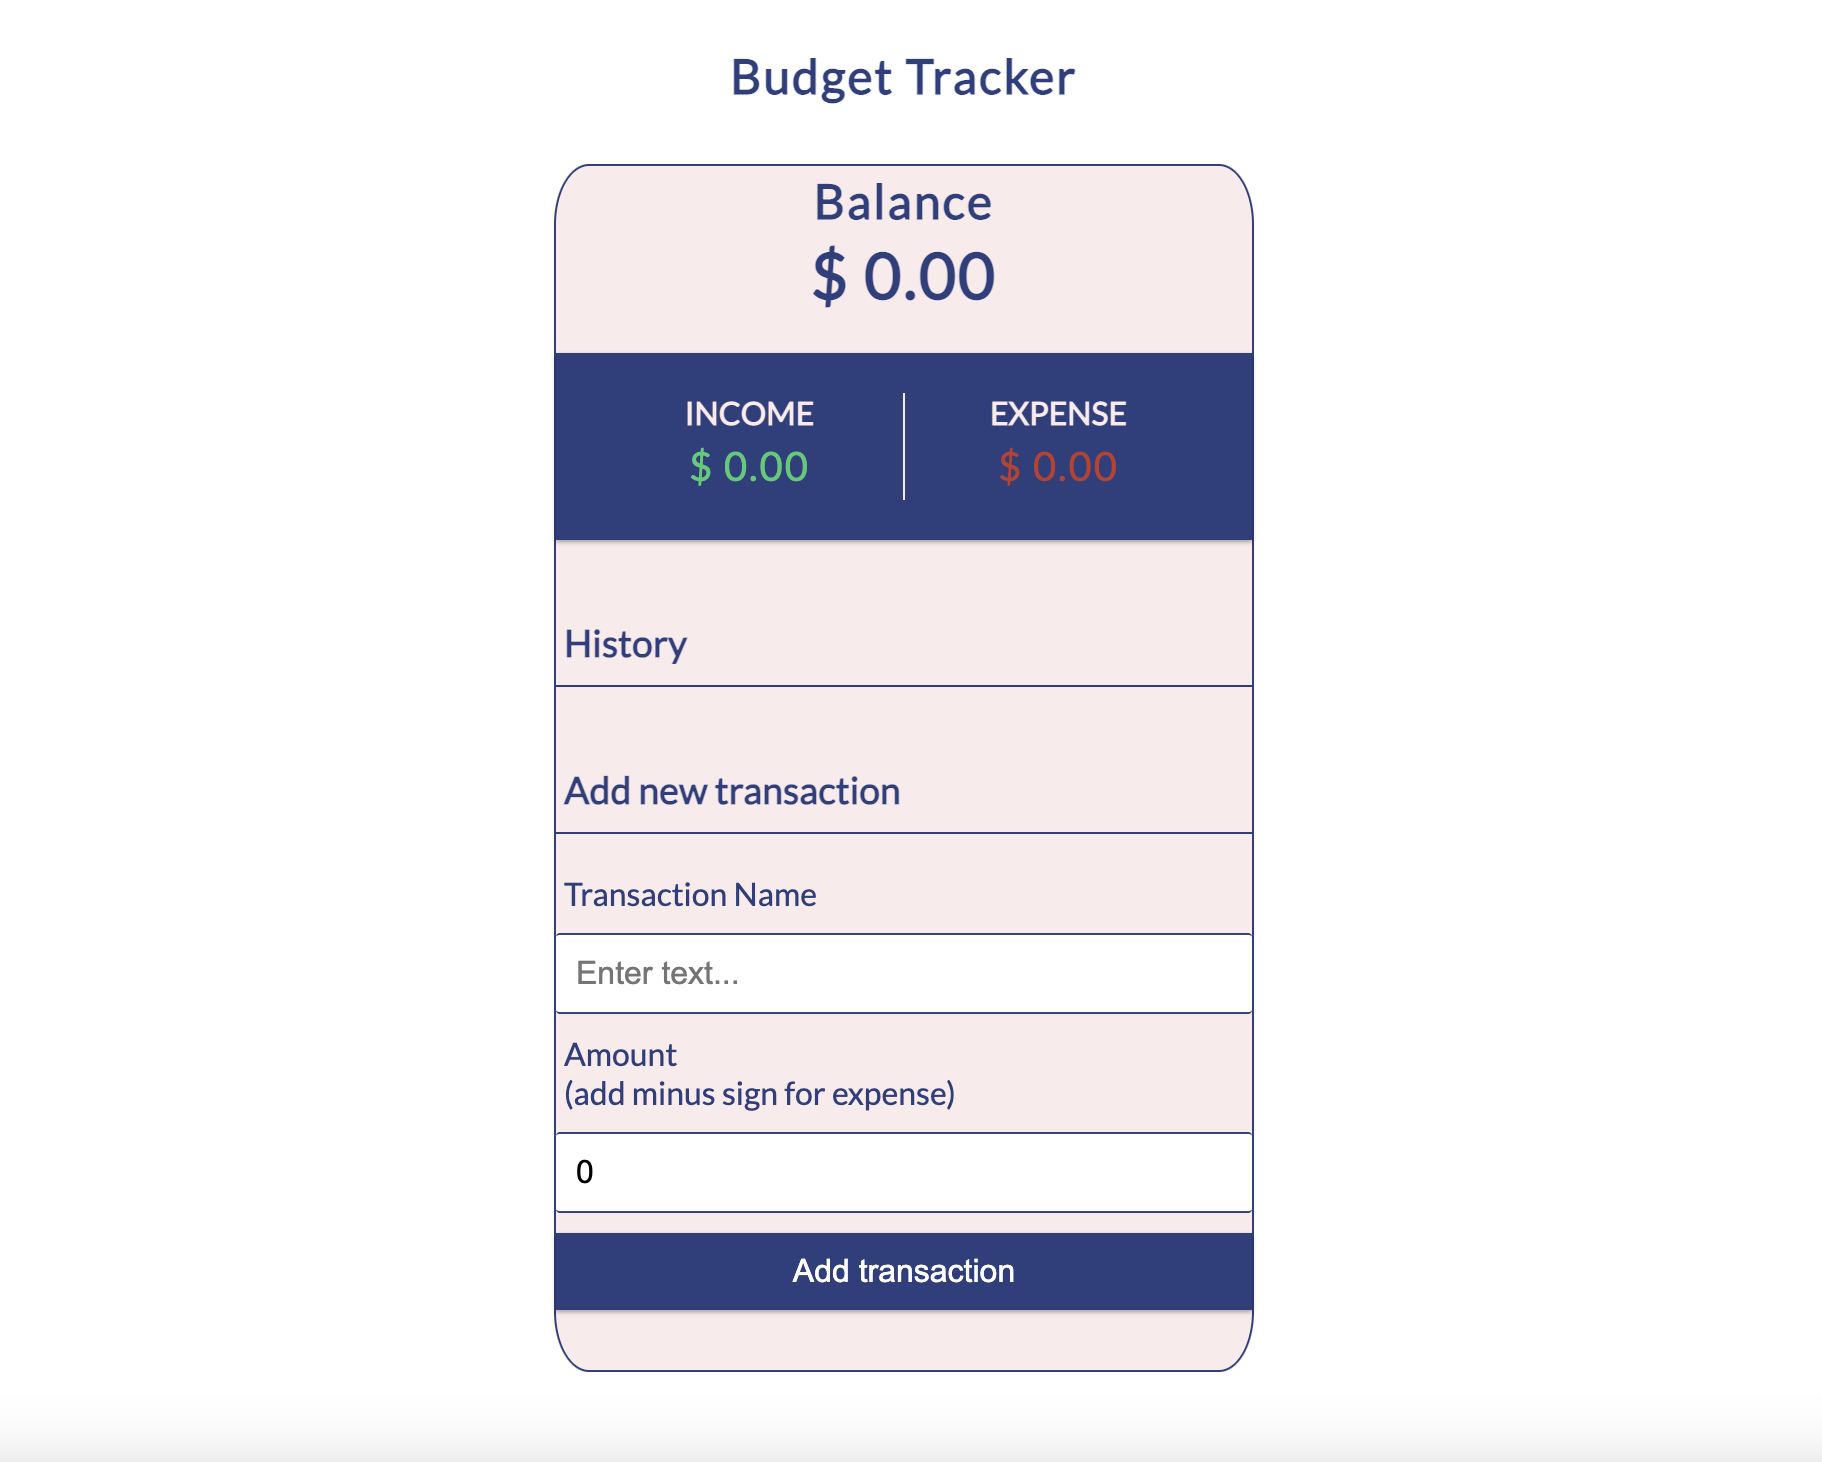 Budget Tracker
Balance
$ 0.00
INCOME
$ 0.00
EXPENSE
$ 0.00
History
Add new transaction
Transaction Name
Enter text...
Amount
(add minus sign for expense)
0
Add transaction